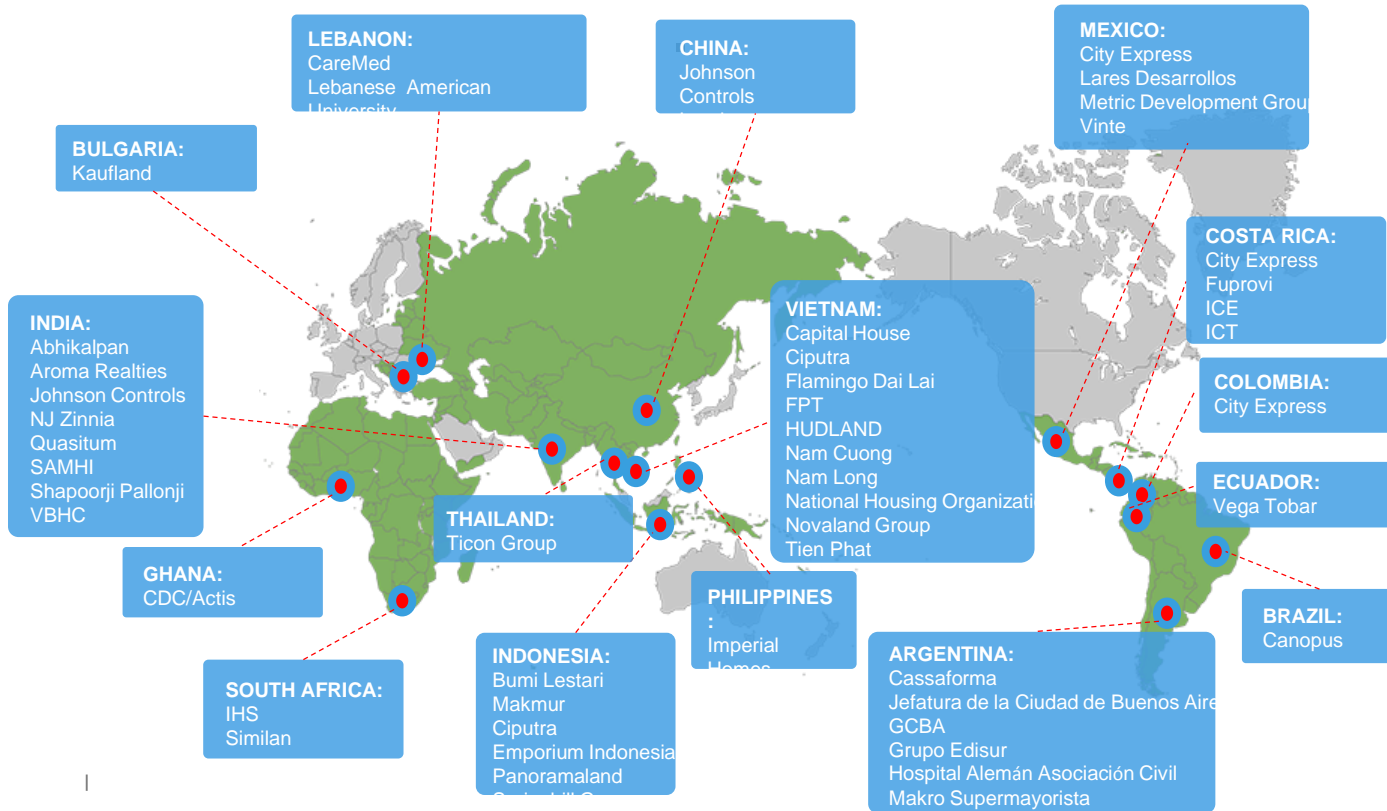 LEBANON:
CareMed
Lebanese American
University
CHINA:
Johnson
Controls
MEXICO:
City Express
Lares Desarrollos
Metric Development Grou
Vinte
BULGARIA:
Kaufland
COSTA RICA:
City Express
Fuprovi
ICE
ICT
INDIA:
Abhikalpan
Aroma Realties
Johnson Controls
NJ Zinnia
Quasitum
SAMHI
Shapoorji Pallonji
VBHC
VIETNAM:
Capital House
Ciputra
Flamingo Dai Lai
FPT
HUDLAND
Nam Cuong
Nam Long
National Housing Organizati
Novaland Group
Tien Phat
COLOMBIA:
City Express
ECUADOR:
Vega Tobar
THAILAND:
Ticon Group
GHANA:
CDC/Actis
PHILIPPINES
:
Imperial
Homes
BRAZIL:
Canopus
SOUTH AFRICA:
IHS
Similan
INDONESIA:
Bumi Lestari
Makmur
Ciputra
Emporium Indonesia
Panoramaland
ARGENTINA:
Cassaforma
Jefatura de la Ciudad de Buenos Aire
GCBA
Grupo Edisur
Hospital Alemán Asociación Civil
Makro Supermayorista
|